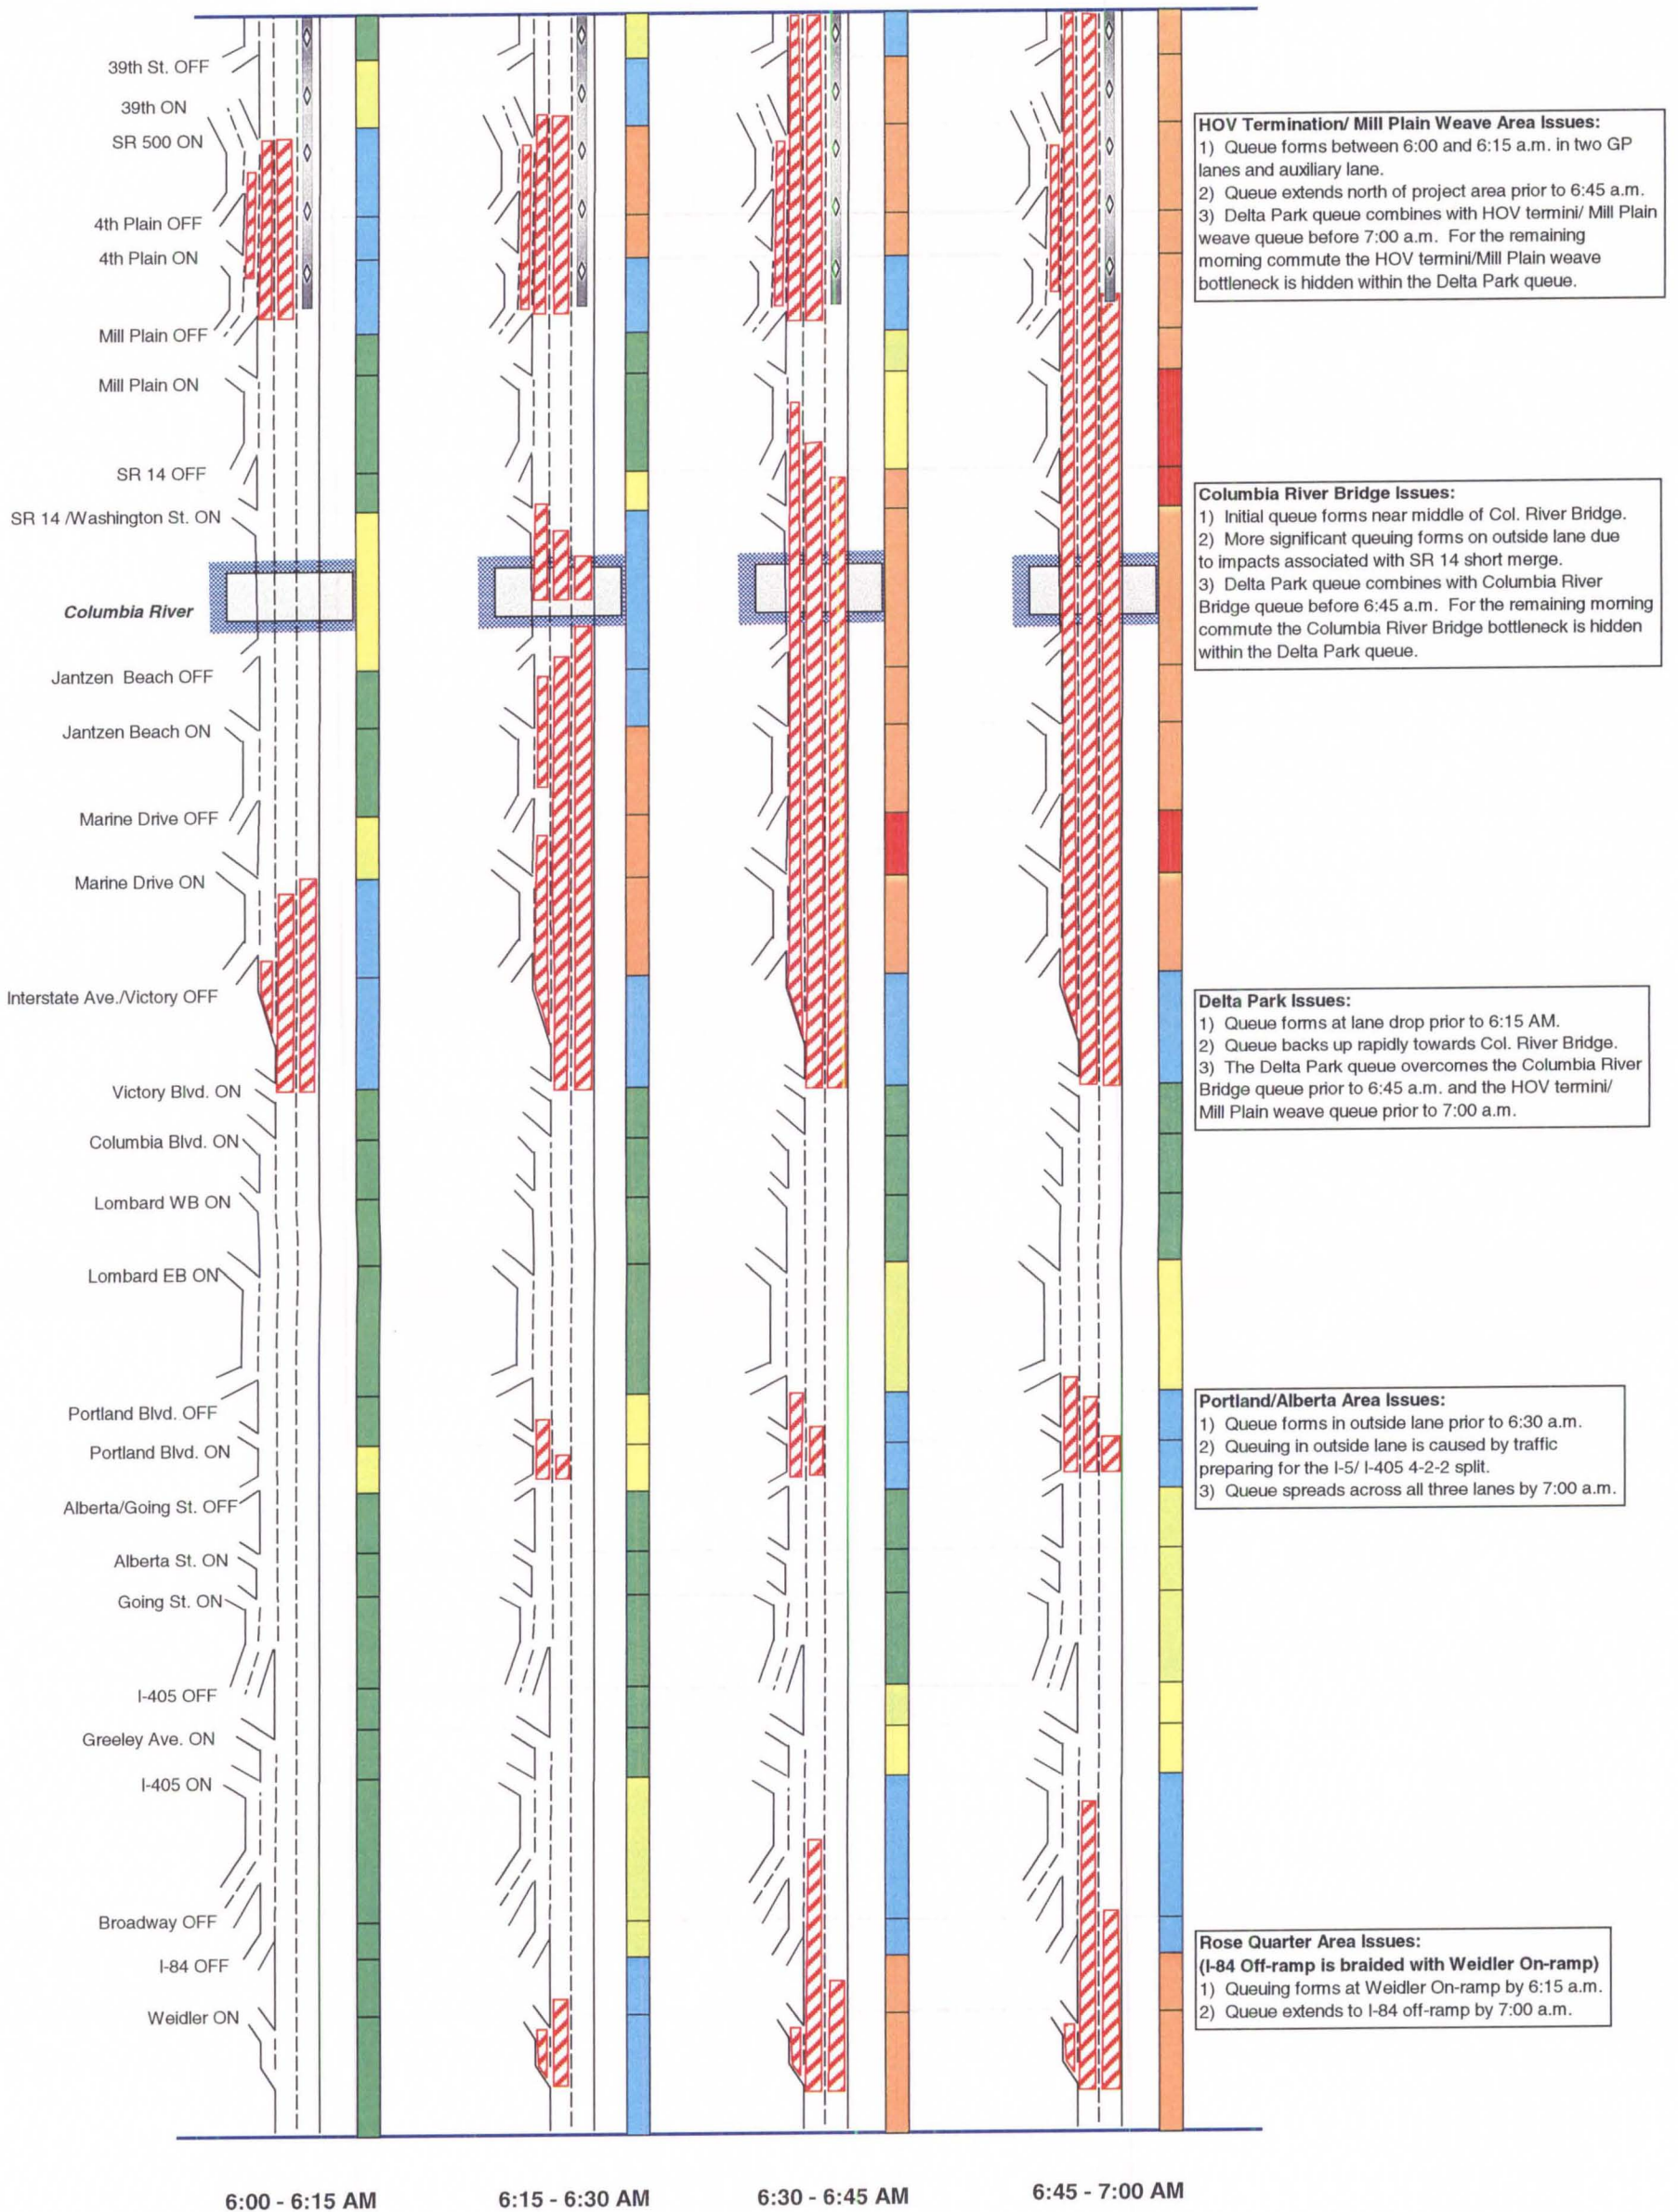 39th St. OFF
39th ON
SR 500 ON
4th Plain OFF
4th Plain ON
Mill Plain OFF
Mill Plain ON
SR 14 OFF
SR 14 /Washington St. ON
Columbia River
Jantzen Beach OFF
Jantzen Beach ON
Marine Drive OFF
Marine Drive ON
Interstate Ave./Victory OFF
Victory Blvd. ON
Columbia Blvd. ON
Lombard WB ON
Lombard EB ON
Portland Blvd. OFF
Portland Blvd. ON
Alberta/Going St. OFF
Alberta St. ON
Going St. ON
I-405 OFF
Greeley Ave. ON
I-405 ON
Broadway OFF
I-84 OFF
Weidler ON
HOV Termination/ Mill Plain Weave Area Issues:
1) Queue forms between 6:00 and 6:15 a.m. in two GP
lanes and auxiliary lane.
2) Queue extends north of project area prior to 6:45 a.m.
3) Delta Park queue combines with HOV termini/ Mill Plain
weave queue before 7:00 a.m. For the remaining
morning commute the HOV termini/Mill Plain weave
bottleneck is hidden within the Delta Park queue.
Columbia River Bridge Issues:
1) Initial queue forms near middle of Col. River Bridge.
2) More significant queuing forms on outside lane due
to impacts associated with SR 14 short merge.
3) Delta Park queue combines with Columbia River
Bridge queue before 6:45 a.m. For the remaining morning
commute the Columbia River Bridge bottleneck is hidden
within the Delta Park queue.
Delta Park Issues:
1) Queue forms at lane drop prior to 6:15 AM.
2) Queue backs up rapidly towards Col. River Bridge.
3) The Delta Park queue overcomes the Columbia River
Bridge queue prior to 6:45 a.m. and the HOV termini/
Mill Plain weave queue prior to 7:00 a.m.
Portland/Alberta Area Issues:
1) Queue forms in outside lane prior to 6:30 a.m.
2) Queuing in outside lane is caused by traffic
preparing for the I-5/ I-405 4-2-2 split.
3) Queue spreads across all three lanes by 7:00 a.m.
Rose Quarter Area Issues:
(I-84 Off-ramp is braided with Weidler On-ramp)
1) Queuing forms at Weidler On-ramp by 6:15 a.m.
2) Queue extends to I-84 off-ramp by 7:00 a.m.
6:00 - 6:15 AM
6:15 - 6:30 AM
6:30 - 6:45 AM
6:45 - 7:00 AM